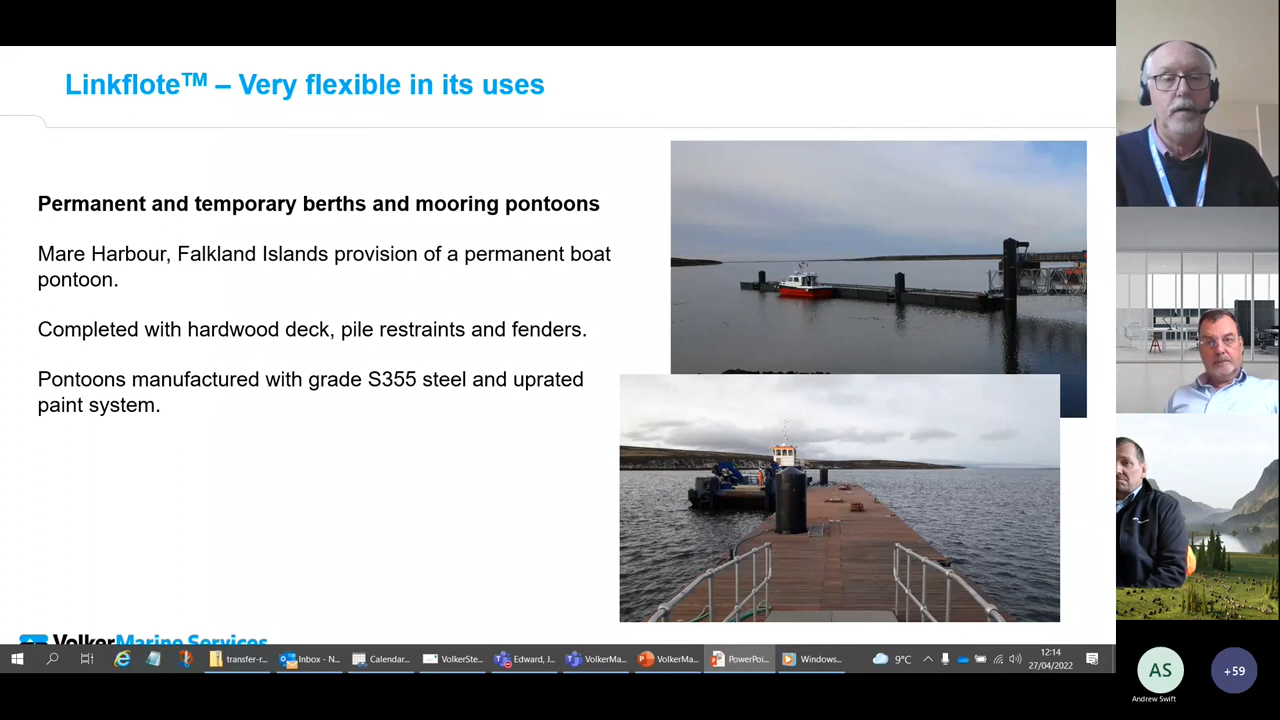 Linkflote™ – Very flexible in its uses
Permanent and temporary berths and mooring pontoons
Mare Harbour, Falkland Islands provision of a permanent boat
pontoon.
Completed with hardwood deck, pile restraints and fenders.
Pontoons manufactured with grade S355 steel and uprated
paint system.
VolkerMarine Services
transfer-r...
Inbox - N...
Calendar...
VolkerSte...
Edward, J...
VolkerMa...
VolkerMa...
PowerPoi...
Windows...
9°C
12:14
27/04/2022
AS
Andrew Swift
+59